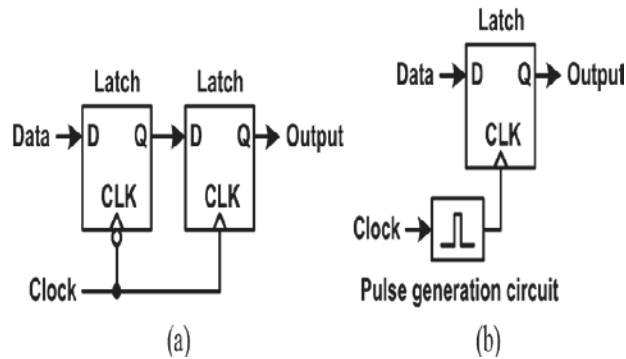 Latch
Latch
Data D Q D Q Output
CLK CLK
Clock
(a)
Latch
Data D Q Output
CLK
Clock
Pulse generation circuit
(b)